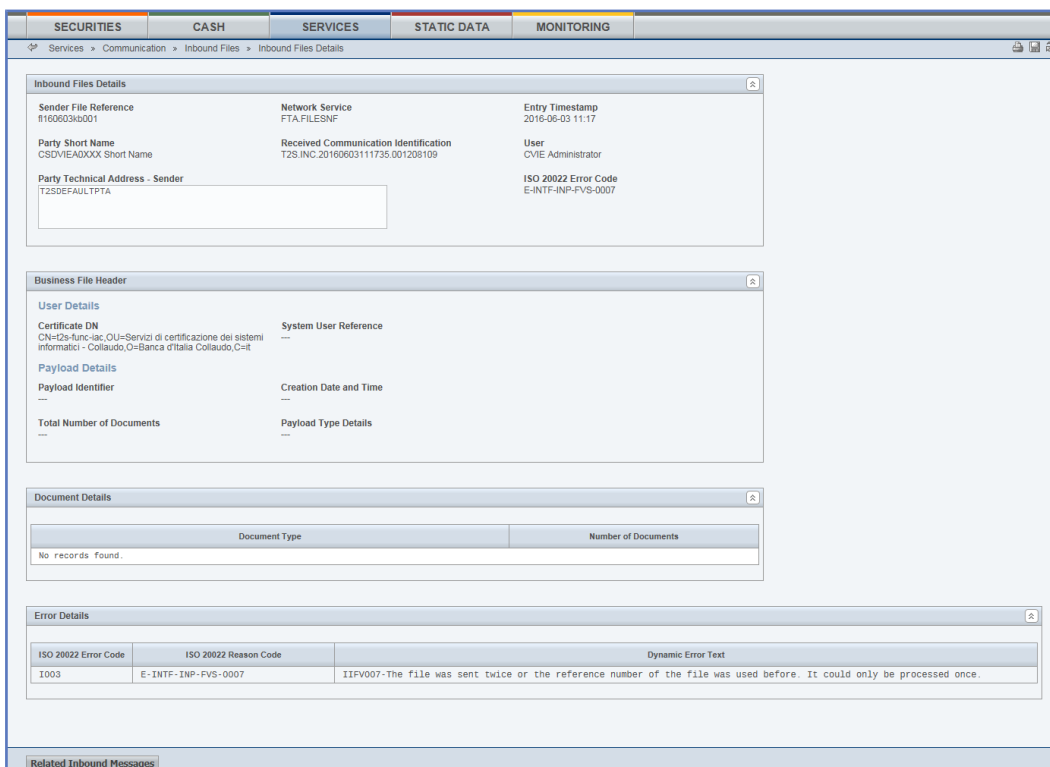 SECURITIES CASH SERVICES STATIC DATA MONITORING
Services » Communication » Inbound Files » Inbound Files Details
Inbound Files Details
Sender File Reference Network Service Entry Timestamp
fl160603kb001 FTA.FILESNF 2016-06-03 11:17
Party Short Name Received Communication Identification User
CSDVIEA0XXX Short Name T2S.INC.20160603111735.001208109 CVIE Administrator
Party Technical Address - Sender ISO 20022 Error Code
T2SDEFAULTPTA E-INTF-INP-FVS-0007
Business File Header
User Details
Certificate DN System User Reference
CN=t2s-func-iac,OU=Servizi di certificazione dei sistemi ---
informatici - Collaudo,O=Banca d'Italia Collaudo,C=it
Payload Details
Payload Identifier Creation Date and Time
--- ---
Total Number of Documents Payload Type Details
--- ---
Document Details
Document Type Number of Documents
No records found.
Error Details
ISO 20022 Error Code ISO 20022 Reason Code Dynamic Error Text
I003 E-INTF-INP-FVS-0007 IIFV007-The file was sent twice or the reference number of the file was used before. It could only be processed once.
Related Inbound Messages